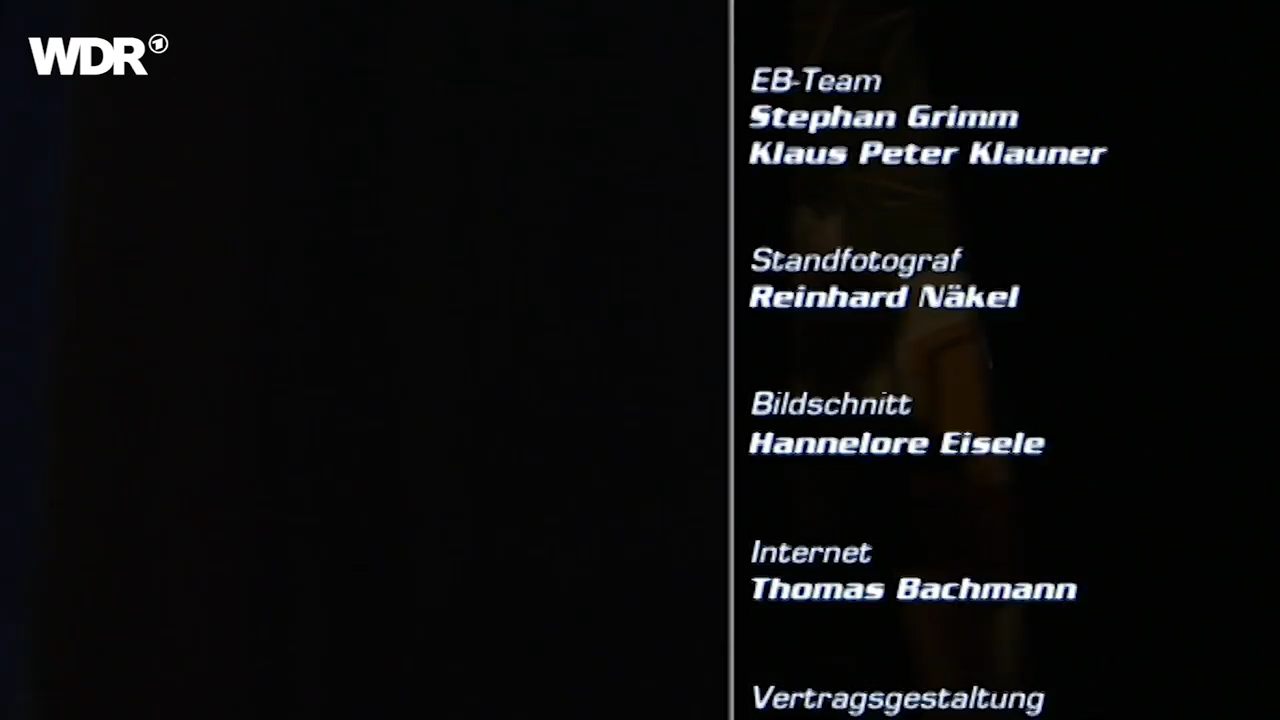 WDR
EB-Team
Stephan Grimm
Klaus Peter Klauner
Standfotograf
Reinhard Näkel
Bildschnitt
Hannelore Eisele
Internet
Thomas Bachmann
Vertragsgestaltung